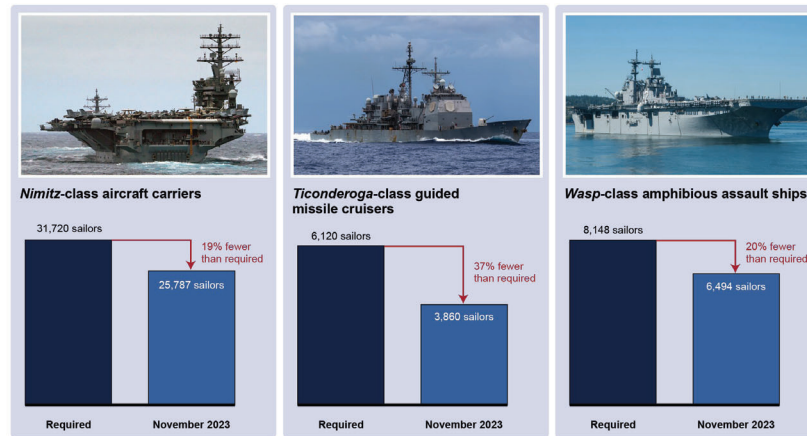 Nimitz-class aircraft carriers
31,720 sailors
19% fewer
than required
25,787 sailors
Required
November 2023
Ticonderoga-class guided
missile cruisers
6,120 sailors
37% fewer
than required
3,860 sailors
Required
November 2023
Wasp-class amphibious assault ships
8,148 sailors
20% fewer
than required
6,494 sailors
Required
November 2023